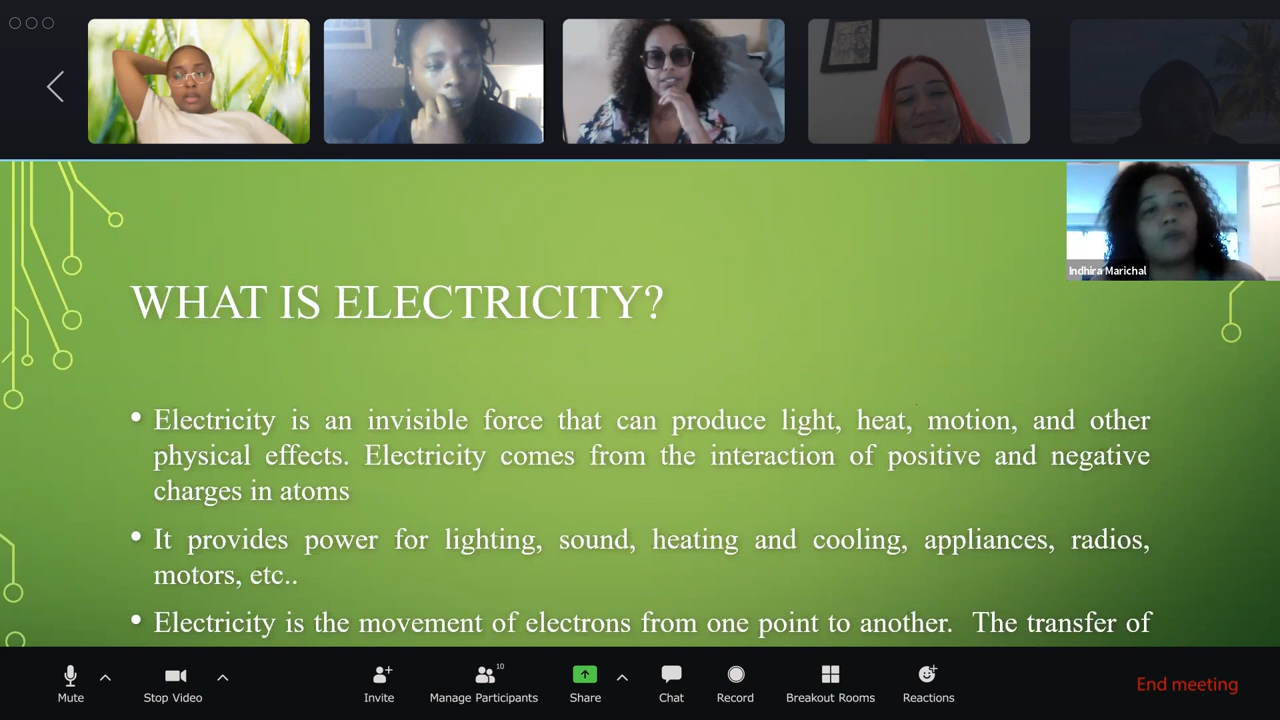 Indhira Marichal
WHAT IS ELECTRICITY?
• Electricity is an invisible force that can produce light, heat, motion, and other
physical effects. Electricity comes from the interaction of positive and negative
charges in atoms
• It provides power for lighting, sound, heating and cooling, appliances, radios,
motors, etc..
• Electricity is the movement of electrons from one point to another. The transfer of
Mute
Stop Video
Invite
10
Manage Participants
Share
Chat
Record
Breakout Rooms
Reactions
End meeting